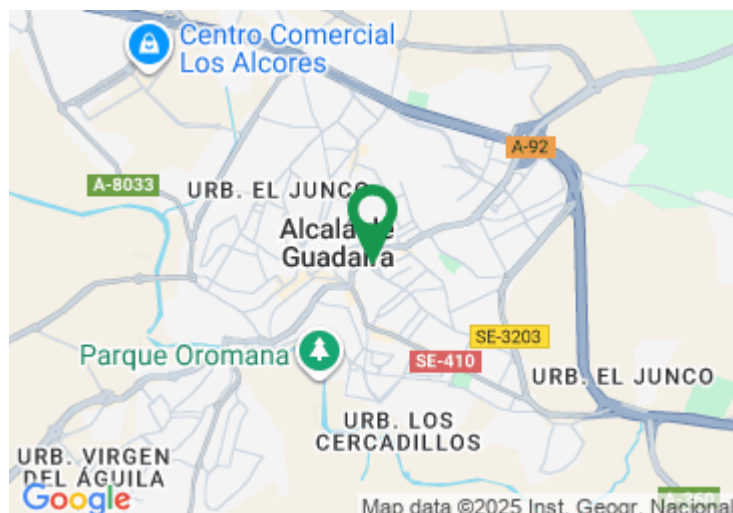 Centro Comercial
Los Alcores
A-92
A-8033
URB. EL JUNCO
Alcalá de
Guadaíra
SE-3203
Parque Oromana
SE-410
URB. EL JUNCO
URB. LOS
CERCADILLOS
URB. VIRGEN
DEL ÁGUILA
Google
A-360
Map data ©2025 Inst. Geogr. Nacional